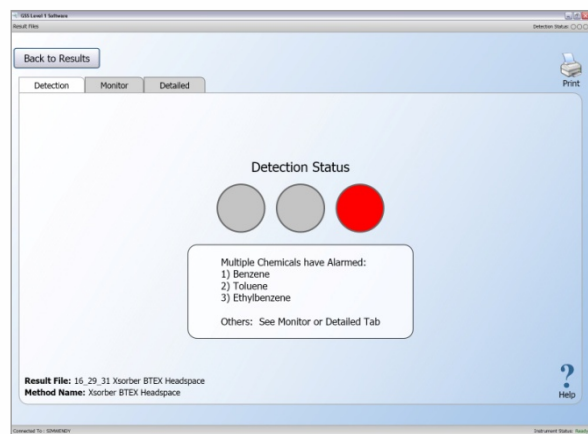 GSS Level 1 Software
Result Files
Detection Status:
Back to Results
Print
Detection
Monitor
Detailed
Detection Status
Multiple Chemicals have Alarmed:
1) Benzene
2) Toluene
3) Ethylbenzene
Others: See Monitor or Detailed Tab
Result File: 16_29_31 Xsorber BTEX Headspace
Method Name: Xsorber BTEX Headspace
?
Help
Connected To:
Instrument Status: Ready